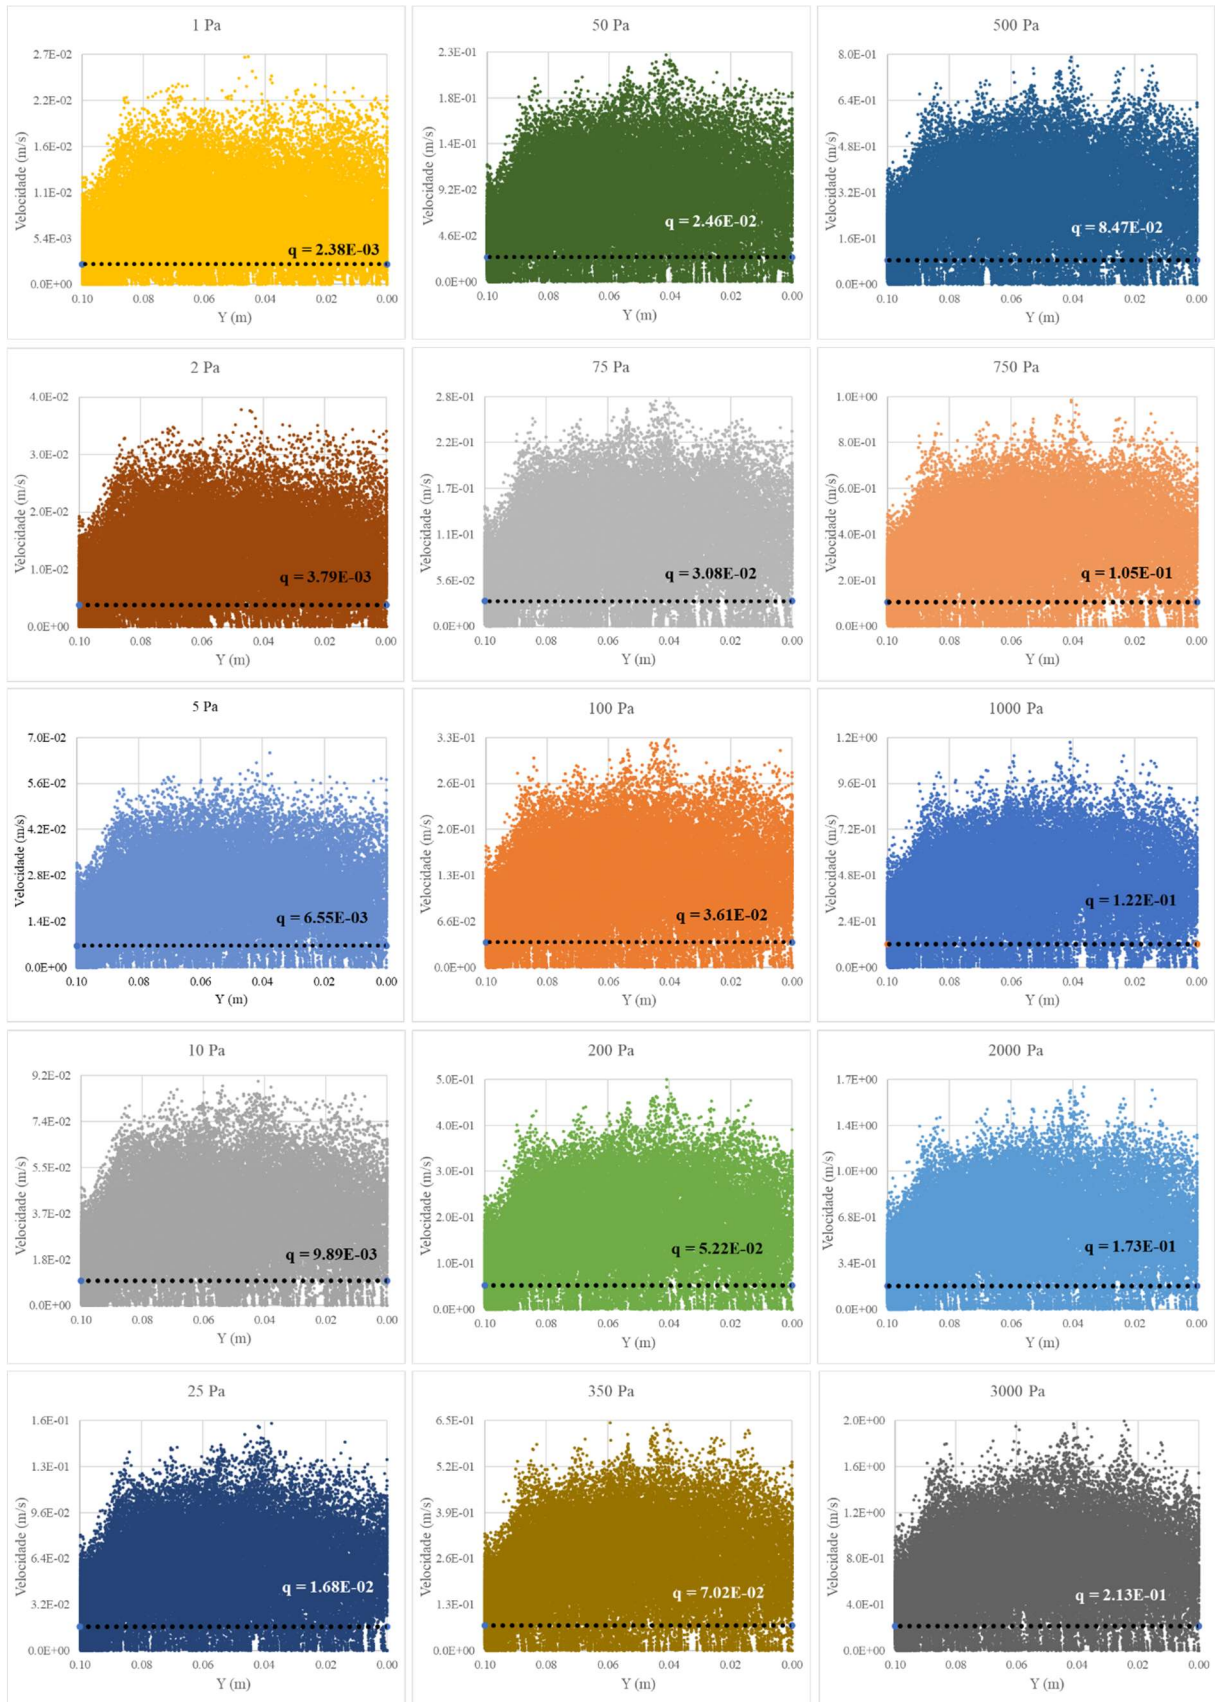 1 Pa
2.7E-02
2.2E-02
1.6E-02
1.1E-02
5.4E-03
0.0E+00
Velocidade (m/s)
q = 2.38E-03
0.10 0.08 0.06 0.04 0.02 0.00
Y (m)
50 Pa
2.3E-01
1.8E-01
1.4E-01
9.2E-02
4.6E-02
0.0E+00
Velocidade (m/s)
q = 2.46E-02
0.10 0.08 0.06 0.04 0.02 0.00
Y (m)
500 Pa
8.0E-01
6.4E-01
4.8E-01
3.2E-01
1.6E-01
0.0E+00
Velocidade (m/s)
q = 8.47E-02
0.10 0.08 0.06 0.04 0.02 0.00
Y (m)
2 Pa
4.0E-02
3.0E-02
2.0E-02
1.0E-02
0.0E+00
Velocidade (m/s)
q = 3.79E-03
0.10 0.08 0.06 0.04 0.02 0.00
Y (m)
75 Pa
2.8E-01
2.2E-01
1.7E-01
1.1E-01
5.6E-02
0.0E+00
Velocidade (m/s)
q = 3.08E-02
0.10 0.08 0.06 0.04 0.02 0.00
Y (m)
750 Pa
1.0E+00
8.0E-01
6.0E-01
4.0E-01
2.0E-01
0.0E+00
Velocidade (m/s)
q = 1.05E-01
0.10 0.08 0.06 0.04 0.02 0.00
Y (m)
5 Pa
7.0E-02
5.6E-02
4.2E-02
2.8E-02
1.4E-02
0.0E+00
Velocidade (m/s)
q = 6.55E-03
0.10 0.08 0.06 0.04 0.02 0.00
Y (m)
100 Pa
3.3E-01
2.6E-01
2.0E-01
1.3E-01
6.6E-02
0.0E+00
Velocidade (m/s)
q = 3.61E-02
0.10 0.08 0.06 0.04 0.02 0.00
Y (m)
1000 Pa
1.2E+00
9.6E-01
7.2E-01
4.8E-01
2.4E-01
0.0E+00
Velocidade (m/s)
q = 1.22E-01
0.10 0.08 0.06 0.04 0.02 0.00
Y (m)
10 Pa
9.2E-02
7.4E-02
5.5E-02
3.7E-02
1.8E-02
0.0E+00
Velocidade (m/s)
q = 9.89E-03
0.10 0.08 0.06 0.04 0.02 0.00
Y (m)
200 Pa
5.0E-01
4.0E-01
3.0E-01
2.0E-01
1.0E-01
0.0E+00
Velocidade (m/s)
q = 5.22E-02
0.10 0.08 0.06 0.04 0.02 0.00
Y (m)
2000 Pa
1.7E+00
1.4E+00
1.0E+00
6.8E-01
3.4E-01
0.0E+00
Velocidade (m/s)
q = 1.73E-01
0.10 0.08 0.06 0.04 0.02 0.00
Y (m)
25 Pa
1.6E-01
1.3E-01
9.6E-02
6.4E-02
3.2E-02
0.0E+00
Velocidade (m/s)
q = 1.68E-02
0.10 0.08 0.06 0.04 0.02 0.00
Y (m)
350 Pa
6.5E-01
5.2E-01
3.9E-01
2.6E-01
1.3E-01
0.0E+00
Velocidade (m/s)
q = 7.02E-02
0.10 0.08 0.06 0.04 0.02 0.00
Y (m)
3000 Pa
2.0E+00
1.6E+00
1.2E+00
8.0E-01
4.0E-01
0.0E+00
Velocidade (m/s)
q = 2.13E-01
0.10 0.08 0.06 0.04 0.02 0.00
Y (m)